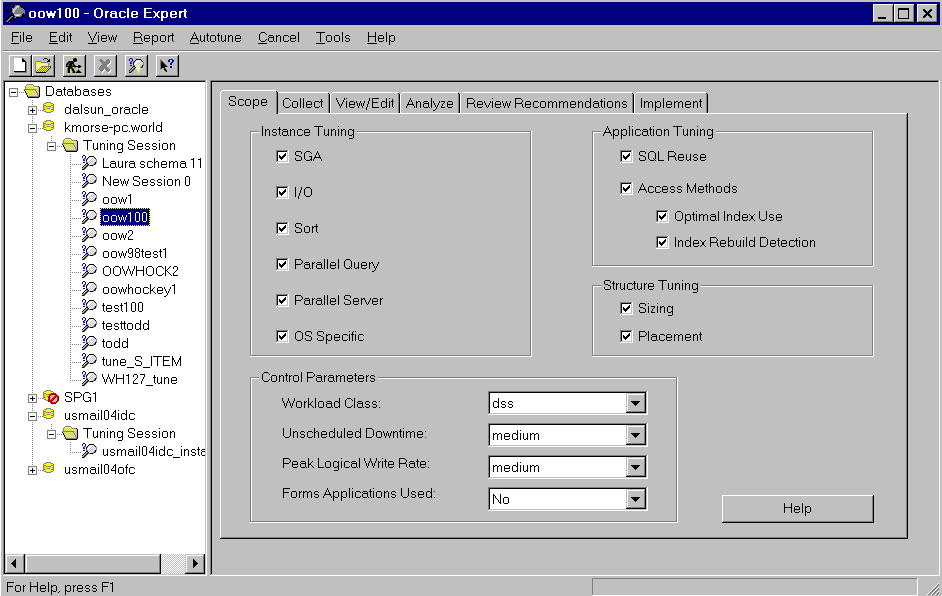 oow100 - Oracle Expert
File Edit View Report Autotune Cancel Tools Help
Databases
dalsun_oracle
kmorse-pc.world
Tuning Session
Laura schema 11
New Session 0
oow1
oow100
oow2
oow98test1
OOWHOCK2
oowhockey1
test100
testtodd
todd
tune_S_ITEM
WH127_tune
SPG1
usmail04idc
Tuning Session
usmail04idc_insta
usmail04ofc
Scope Collect View/Edit Analyze Review Recommendations Implement
Instance Tuning
SGA
I/O
Sort
Parallel Query
Parallel Server
OS Specific
Application Tuning
SQL Reuse
Access Methods
Optimal Index Use
Index Rebuild Detection
Structure Tuning
Sizing
Placement
Control Parameters
Workload Class: dss
Unscheduled Downtime: medium
Peak Logical Write Rate: medium
Forms Applications Used: No
Help
For Help, press F1